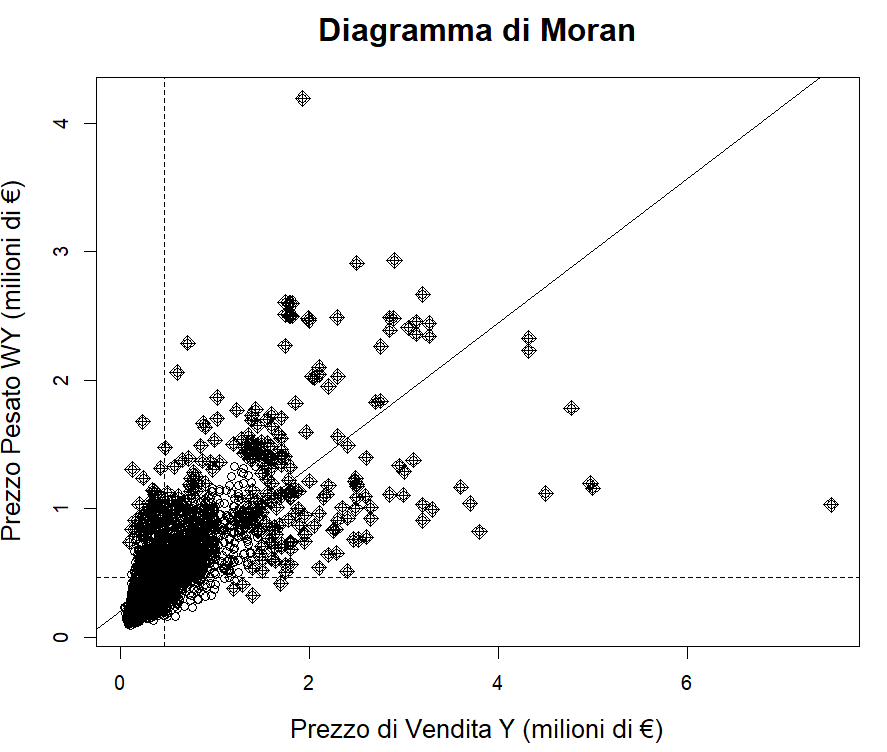 Diagramma di Moran
Prezzo Pesato WY (milioni di €)
4
3
2
1
0
0 2 4 6
Prezzo di Vendita Y (milioni di €)